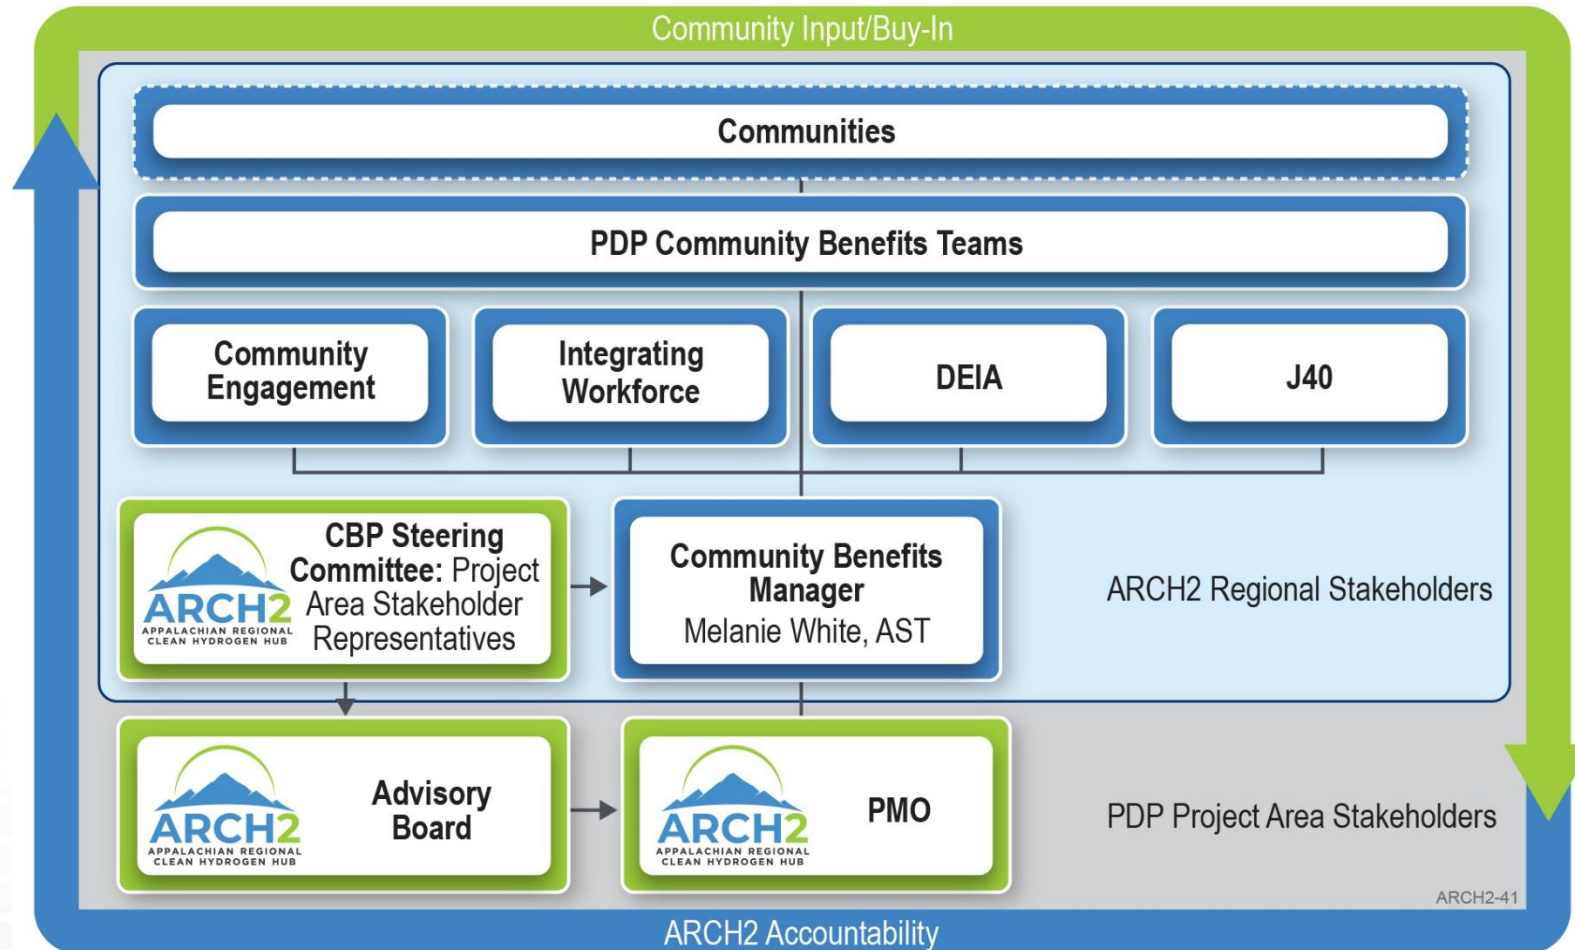 Community Input/Buy-In
Communities
PDP Community Benefits Teams
Community
Engagement
Integrating
Workforce
DEIA
J40
ARCH2
APPALACHIAN REGIONAL
CLEAN HYDROGEN HUB
CBP Steering
Committee: Project
Area Stakeholder
Representatives
Community Benefits
Manager
Melanie White, AST
ARCH2 Regional Stakeholders
ARCH2
APPALACHIAN REGIONAL
CLEAN HYDROGEN HUB
Advisory
Board
ARCH2
APPALACHIAN REGIONAL
CLEAN HYDROGEN HUB
PMO
PDP Project Area Stakeholders
ARCH2-41
ARCH2 Accountability